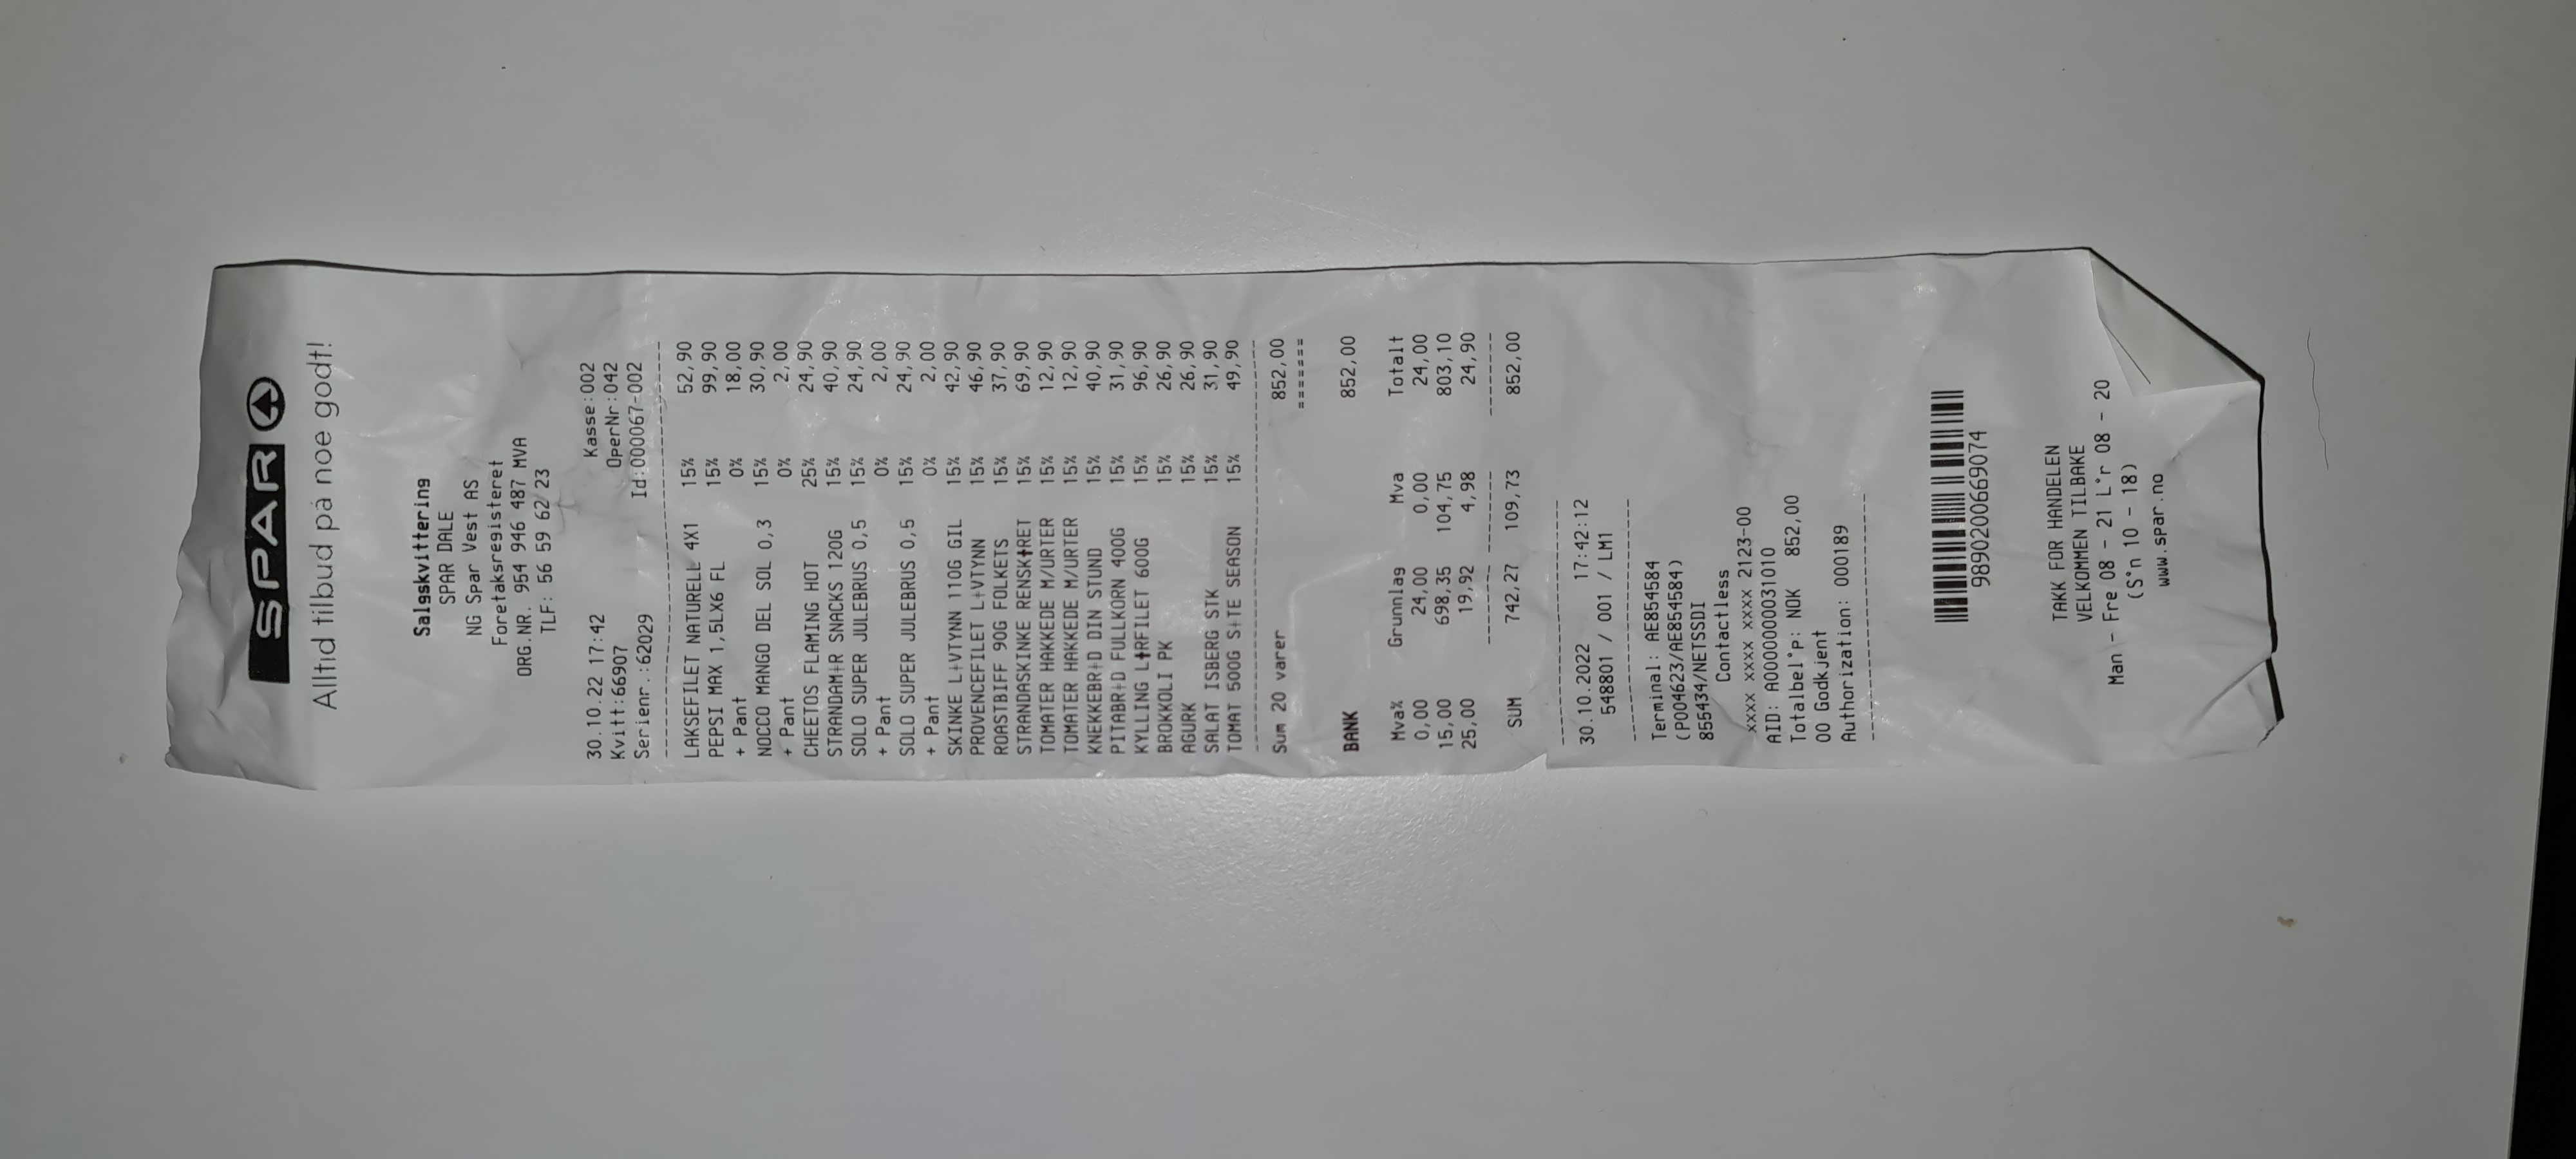 SPAR
Alltid tilbud på noe godt!
Salgskvittering
SPAR DALE
NG Spar Vest AS
Foretaksregisteret
ORG.NR. 954 946 487 MVA
TLF: 56 59 62 23
30.10.22 17:42 Kasse:002
Kvitt:66907 OperNr:042
Serienr.:62029 Id:000067-002
LAKSEFILET NATURELL 4X1 15% 52,90
PEPSI MAX 1,5LX6 FL 15% 99,90
+ Pant 0% 18,00
NOCCO MANGO DEL SOL 0,3 15% 30,90
+ Pant 0% 2,00
CHEETOS FLAMING HOT 25% 24,90
STRANDAM+R SNACKS 120G 15% 40,90
SOLO SUPER JULEBRUS 0,5 15% 24,90
+ Pant 0% 2,00
SOLO SUPER JULEBRUS 0,5 15% 24,90
+ Pant 0% 2,00
SKINKE L+VTYNN 110G GIL 15% 42,90
PROVENCEFILET L+VTYNN 15% 46,90
ROASTBIFF 90G FOLKETS 15% 37,90
STRANDASKINKE RENSK╋RET 15% 69,90
TOMATER HAKKEDE M/URTER 15% 12,90
TOMATER HAKKEDE M/URTER 15% 12,90
KNEKKEBR+D DIN STUND 15% 40,90
PITABR+D FULLKORN 400G 15% 31,90
KYLLING L╋RFILET 600G 15% 96,90
BROKKOLI PK 15% 26,90
AGURK 15% 26,90
SALAT ISBERG STK 15% 31,90
TOMAT 500G S+TE SEASON 15% 49,90
Sum 20 varer 852,00
=======
BANK 852,00
Mva% Grunnlag Mva Totalt
0,00 24,00 0,00 24,00
15,00 698,35 104,75 803,10
25,00 19,92 4,98 24,90
SUM 742,27 109,73 852,00
30.10.2022 17:42:12
548801 / 001 / LM1
Terminal: AE854584
(P004623/AE854584)
855434/NETSSDI
Contactless
xxxx xxxx xxxx 2123-00
AID: A0000000031010
Totalbel°p: NOK 852,00
00 Godkjent
Authorization: 000189
9890200669074
TAKK FOR HANDELEN
VELKOMMEN TILBAKE
Man - Fre 08 - 21 L°r 08 - 20
(S°n 10 - 18)
www.spar.no